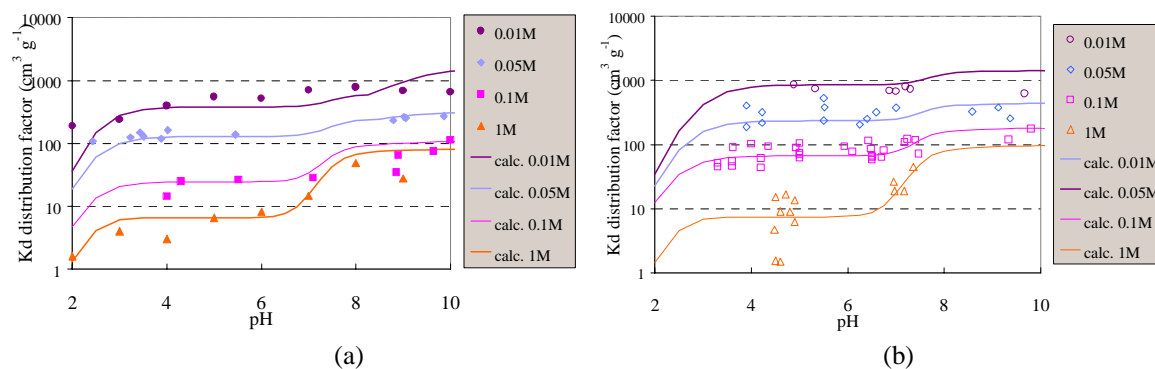 Kd distribution factor (cm³ g⁻¹)
10000
1000
100
10
1
2
4
6
8
10
pH
0.01M
0.05M
0.1M
1M
calc. 0.01M
calc. 0.05M
calc. 0.1M
calc. 1M
(a)
Kd distribution factor (cm³ g⁻¹)
10000
1000
100
10
1
2
4
6
8
10
pH
0.01M
0.05M
0.1M
1M
calc. 0.01M
calc. 0.05M
calc. 0.1M
calc. 1M
(b)